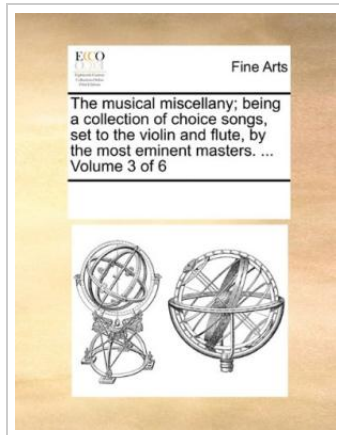 ECCO
Fine Arts
The musical miscellany; being
a collection of choice songs,
set to the violin and flute, by
the most eminent masters. ...
Volume 3 of 6